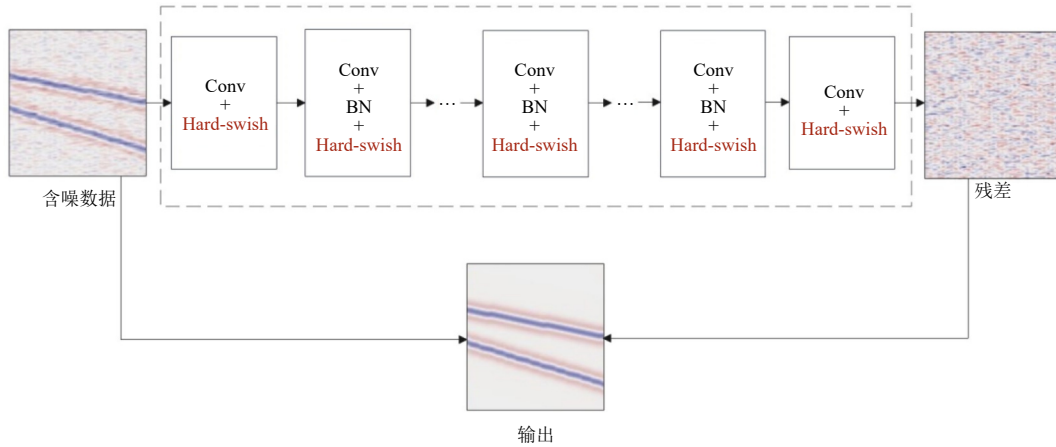 Conv
+
Hard-swish
Conv
+
BN
+
Hard-swish
...
Conv
+
BN
+
Hard-swish
...
Conv
+
BN
+
Hard-swish
Conv
+
Hard-swish
含噪数据
残差
输出